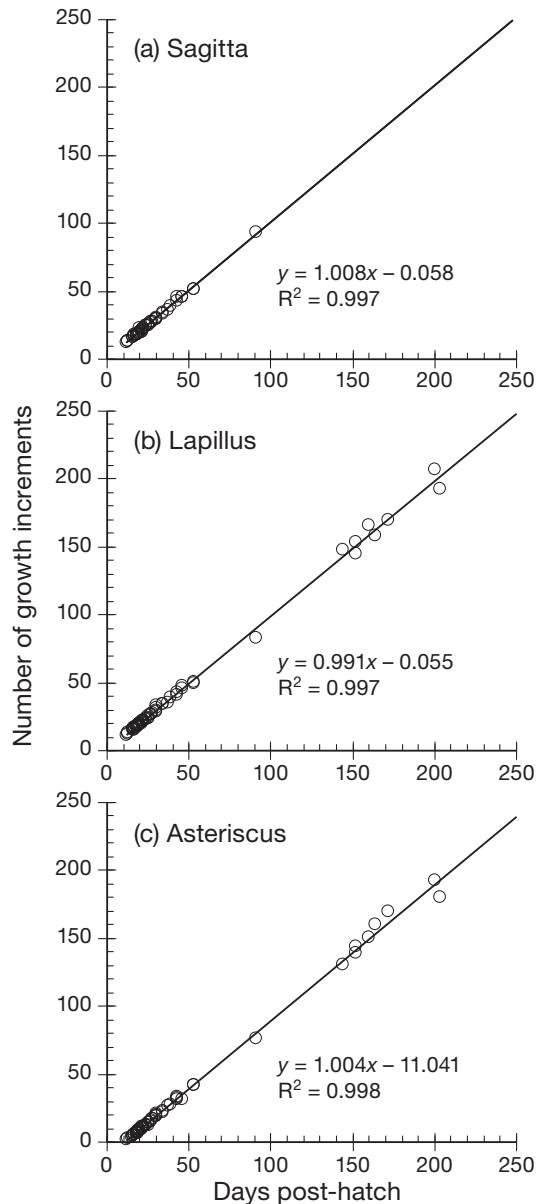 250
(a) Sagitta
200
150
100
y = 1.008x – 0.058
50
R² = 0.997
0
0 50 100 150 200 250
250
(b) Lapillus
200
150
100
y = 0.991x – 0.055
50
R² = 0.997
0
0 50 100 150 200 250
Number of growth increments
250
(c) Asteriscus
200
150
100
y = 1.004x – 11.041
50
R² = 0.998
0
0 50 100 150 200 250
Days post-hatch